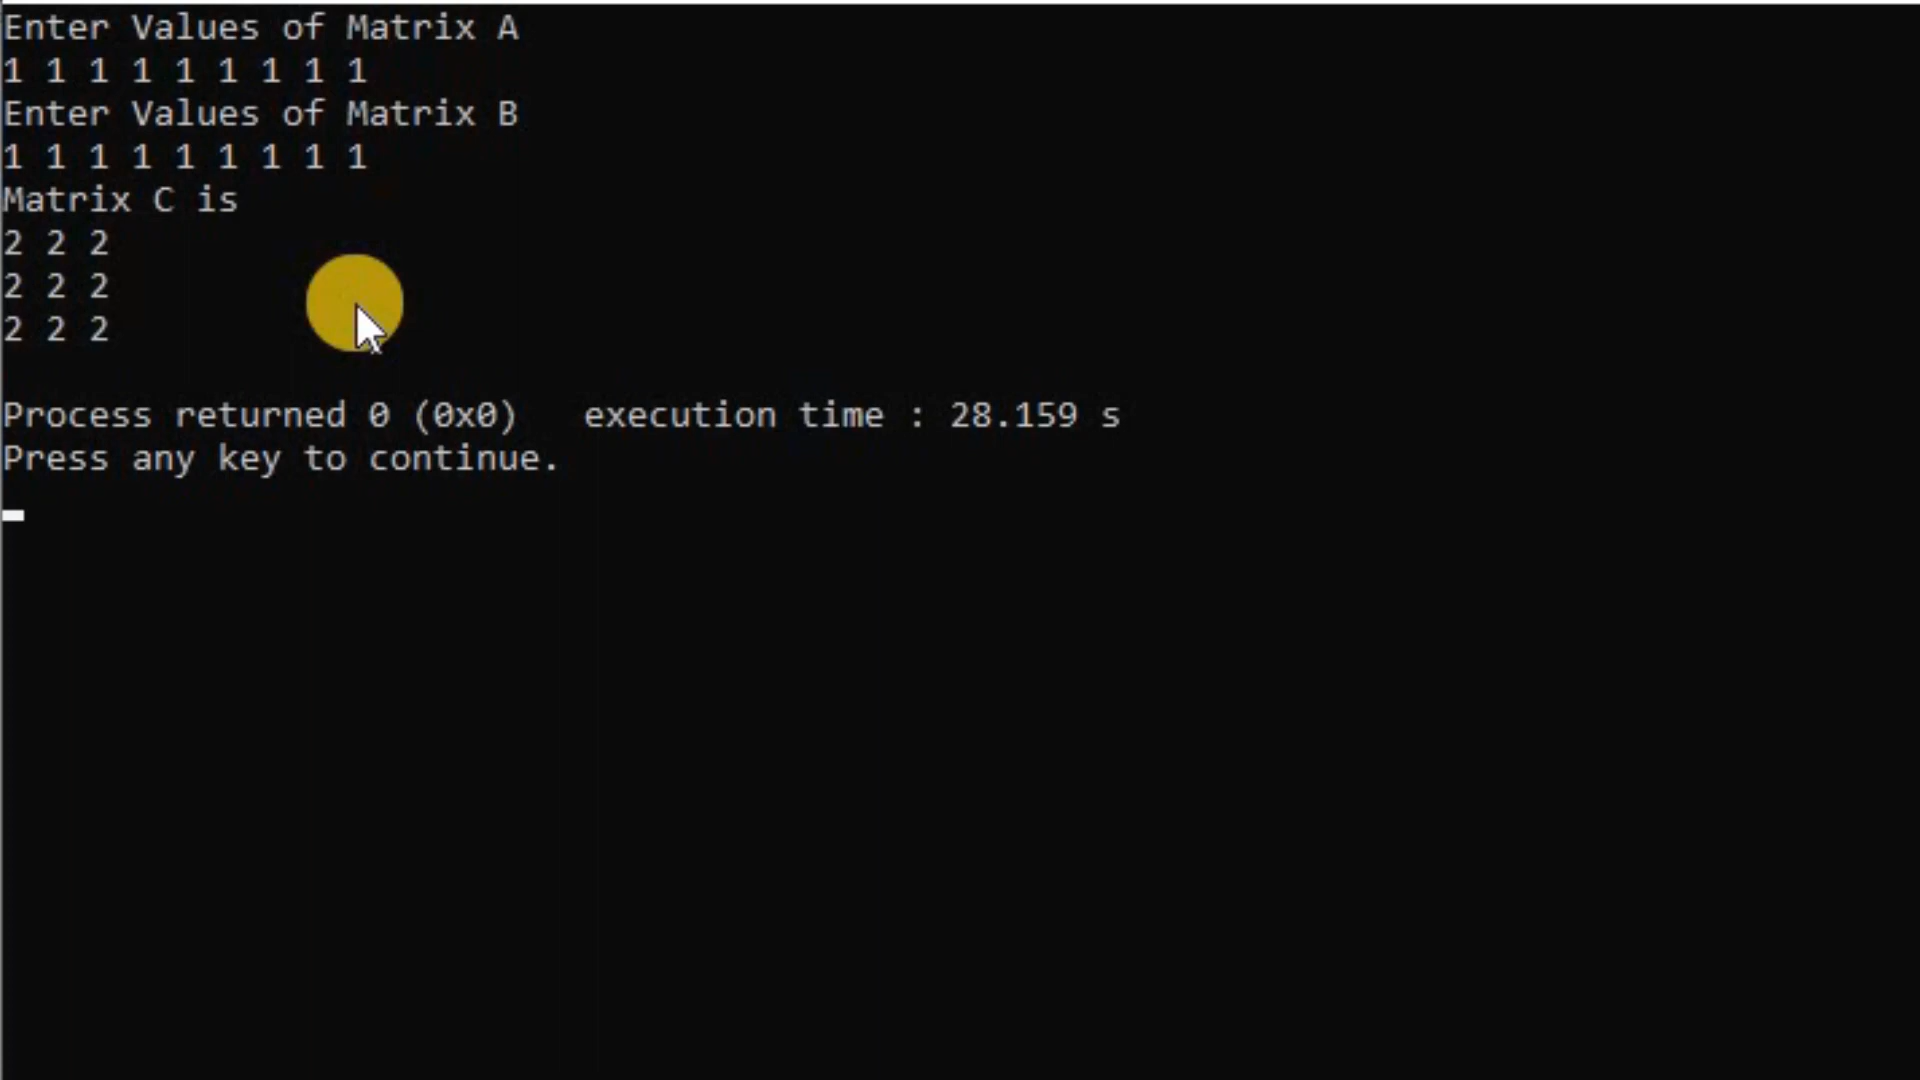 Enter Values of Matrix A
1 1 1 1 1 1 1 1 1
Enter Values of Matrix B
1 1 1 1 1 1 1 1 1
Matrix C is
2 2 2
2 2 2
2 2 2
Process returned 0 (0x0)   execution time : 28.159 s
Press any key to continue.